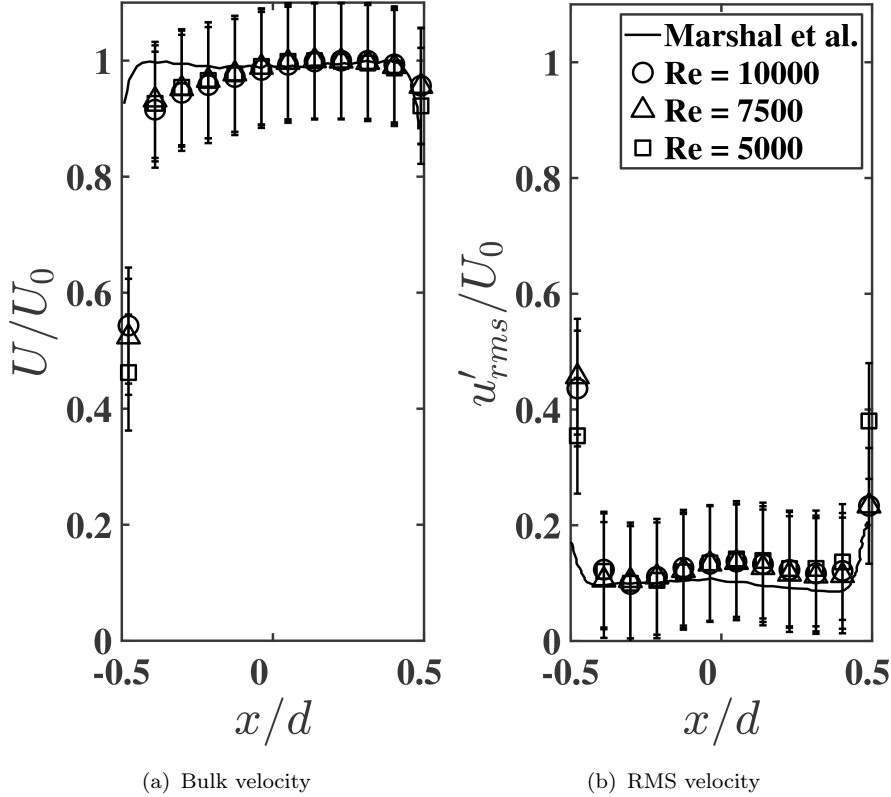 1
0.8
0.6
0.4
0.2
0
-0.5
0
0.5
U/U₀
x/d
(a) Bulk velocity
Marshal et al.
Re = 10000
Re = 7500
Re = 5000
1
0.8
0.6
0.4
0.2
0
-0.5
0
0.5
u′rms/U₀
x/d
(b) RMS velocity